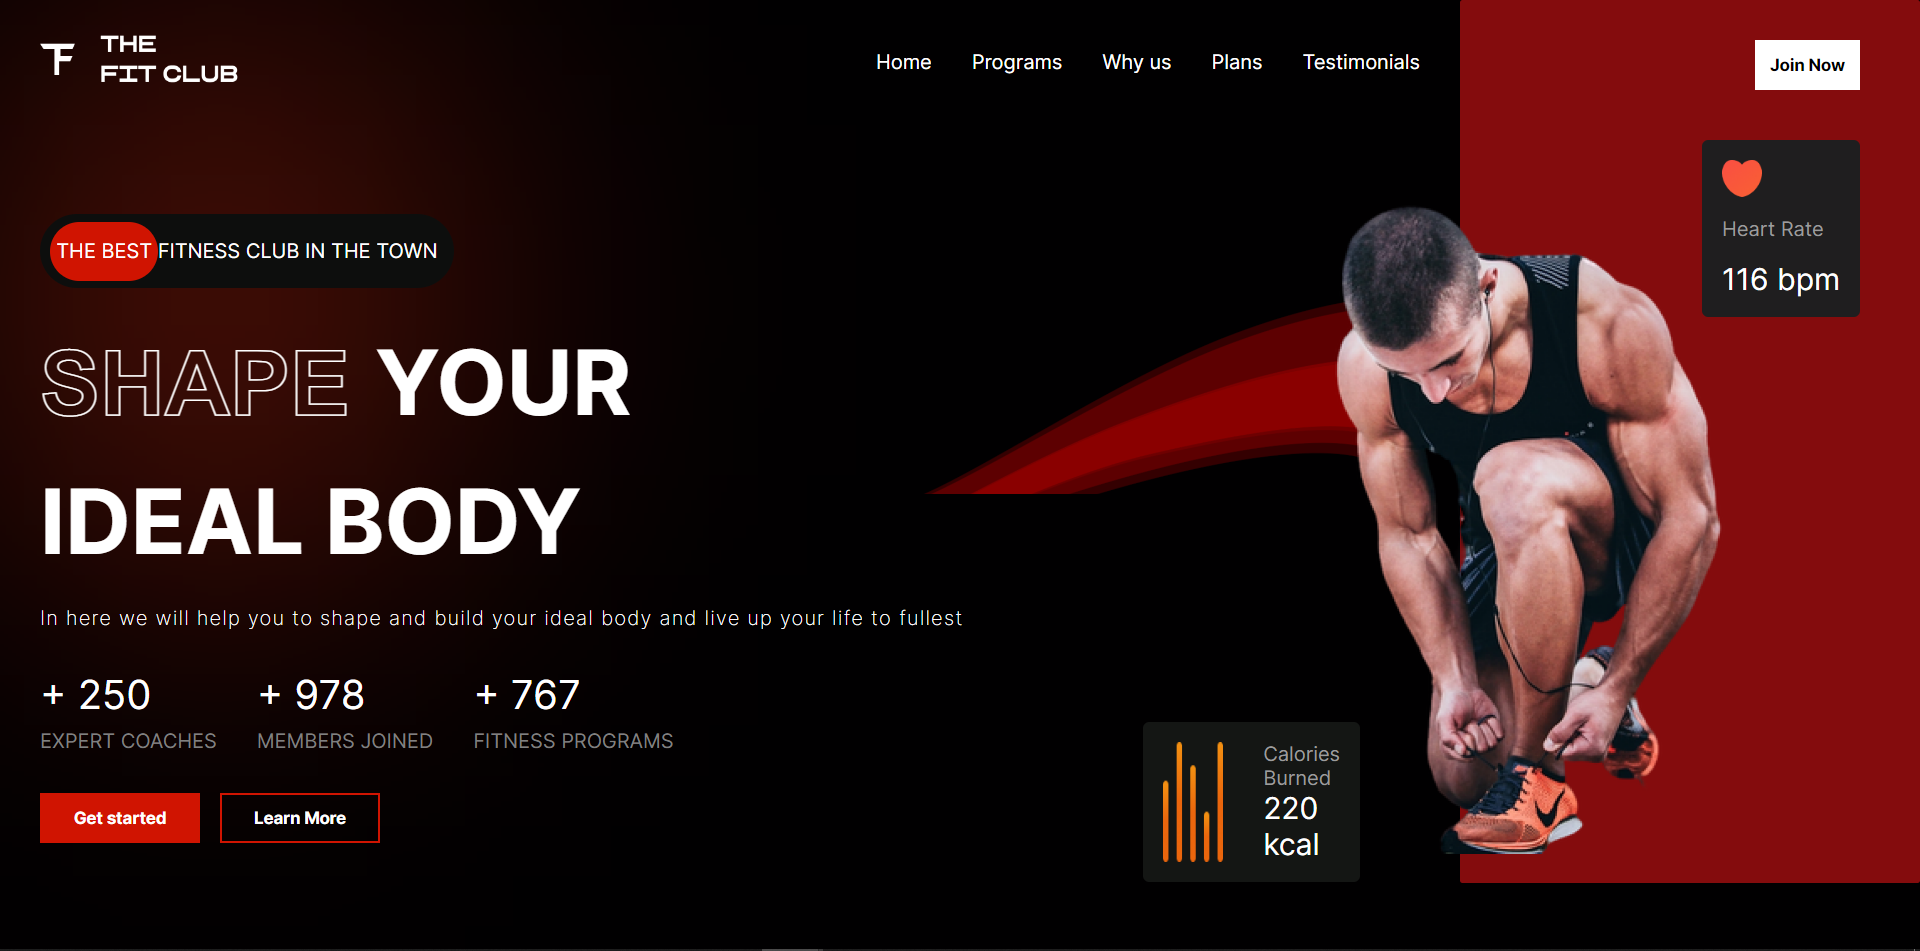 THE
FIT CLUB
Home Programs Why us Plans Testimonials
Join Now
Heart Rate
116 bpm
THE BEST FITNESS CLUB IN THE TOWN
SHAPE YOUR
IDEAL BODY
In here we will help you to shape and build your ideal body and live up your life to fullest
+ 250 + 978 + 767
EXPERT COACHES MEMBERS JOINED FITNESS PROGRAMS
Get started Learn More
Calories
Burned
220
kcal